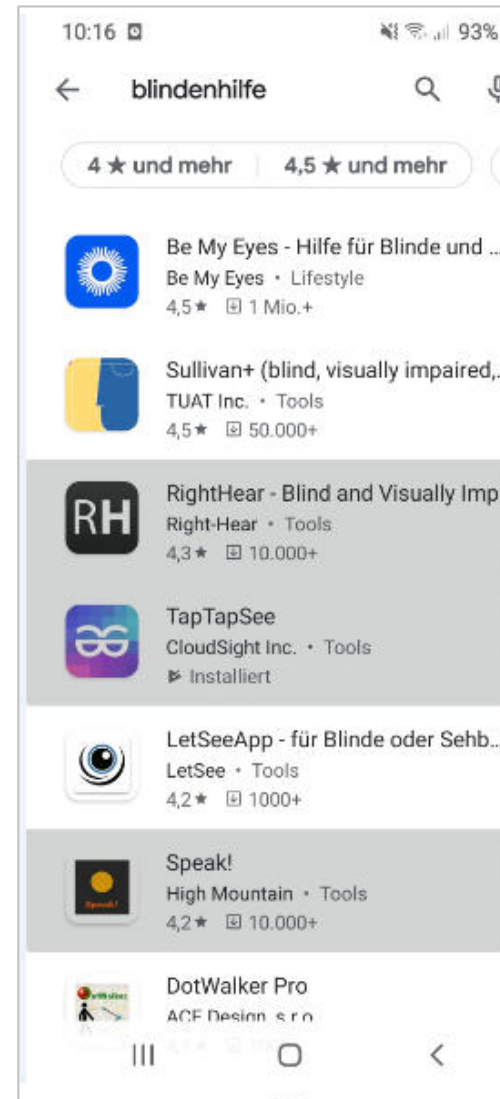 10:16 93%
blindenhilfe
4 ★ und mehr 4,5 ★ und mehr
Be My Eyes - Hilfe für Blinde und ...
Be My Eyes • Lifestyle
4,5 ★ 1 Mio.+
Sullivan+ (blind, visually impaired,..
TUAT Inc. • Tools
4,5 ★ 50.000+
RH
RightHear - Blind and Visually Imp
Right-Hear • Tools
4,3 ★ 10.000+
TapTapSee
CloudSight Inc. • Tools
Installiert
LetSeeApp - für Blinde oder Sehb...
LetSee • Tools
4,2 ★ 1000+
Speak!
Speak!
High Mountain • Tools
4,2 ★ 10.000+
DotWalker
DotWalker Pro
ACE Design s r o